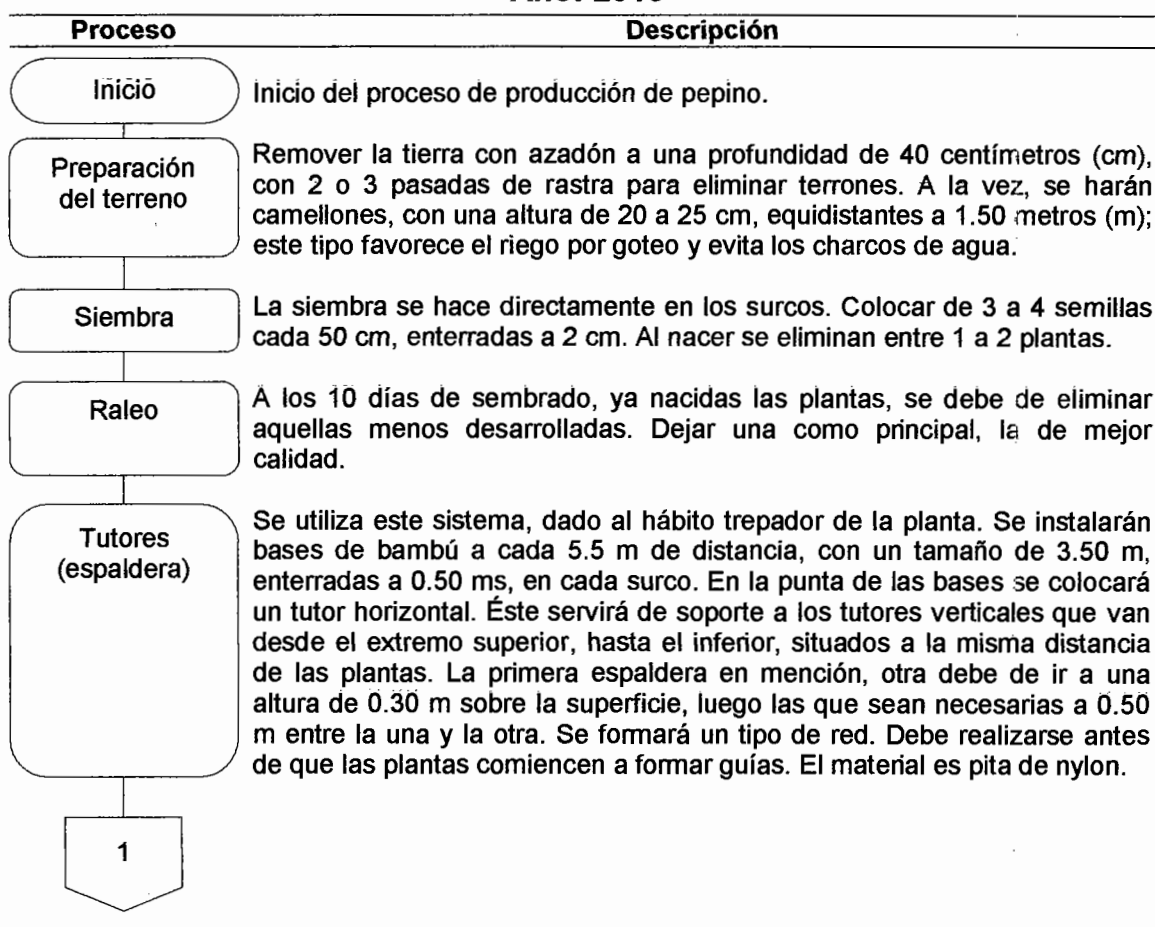 Proceso Descripción
Inicio
Inicio del proceso de producción de pepino.
Preparación
del terreno
Remover la tierra con azadón a una profundidad de 40 centímetros (cm),
con 2 o 3 pasadas de rastra para eliminar terrones. A la vez, se harán
camellones, con una altura de 20 a 25 cm, equidistantes a 1.50 metros (m);
este tipo favorece el riego por goteo y evita los charcos de agua.
Siembra
La siembra se hace directamente en los surcos. Colocar de 3 a 4 semillas
cada 50 cm, enterradas a 2 cm. Al nacer se eliminan entre 1 a 2 plantas.
Raleo
A los 10 días de sembrado, ya nacidas las plantas, se debe de eliminar
aquellas menos desarrolladas. Dejar una como principal, la de mejor
calidad.
Tutores
(espaldera)
Se utiliza este sistema, dado al hábito trepador de la planta. Se instalarán
bases de bambú a cada 5.5 m de distancia, con un tamaño de 3.50 m,
enterradas a 0.50 ms, en cada surco. En la punta de las bases se colocará
un tutor horizontal. Éste servirá de soporte a los tutores verticales que van
desde el extremo superior, hasta el inferior, situados a la misma distancia
de las plantas. La primera espaldera en mención, otra debe de ir a una
altura de 0.30 m sobre la superficie, luego las que sean necesarias a 0.50
m entre la una y la otra. Se formará un tipo de red. Debe realizarse antes
de que las plantas comiencen a formar guías. El material es pita de nylon.
1